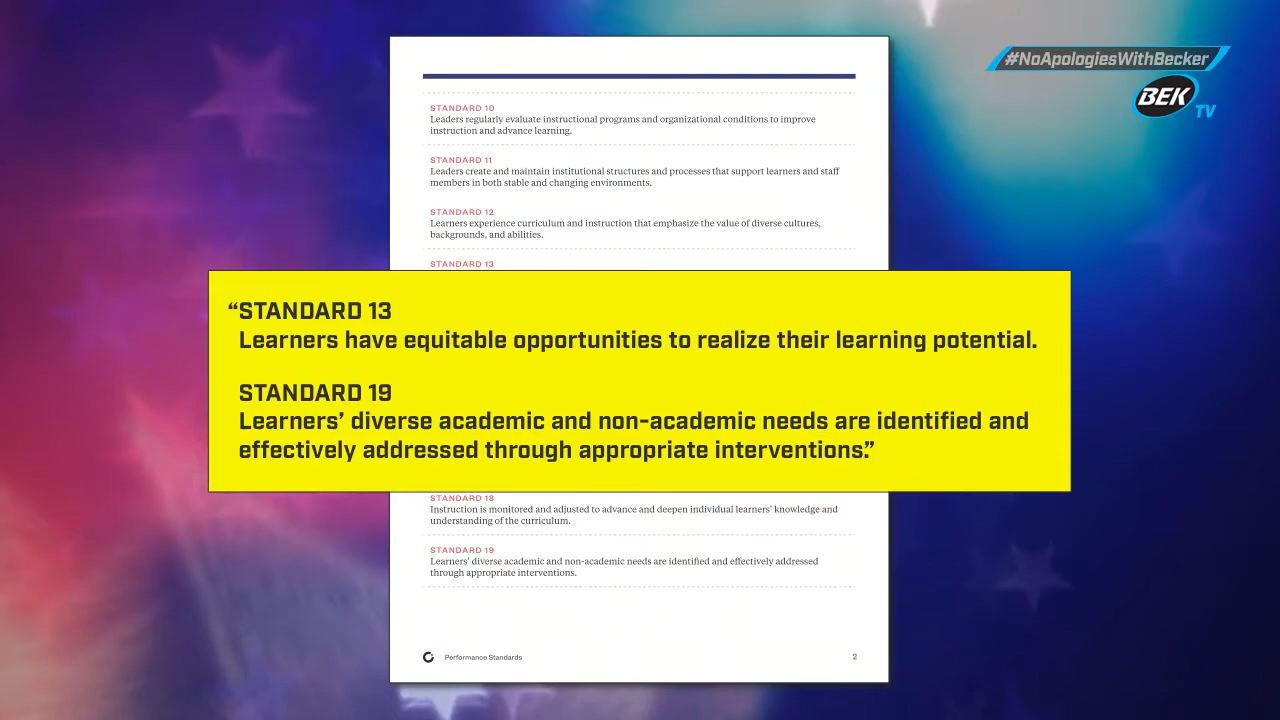 #NoApologiesWithBecker
BEK
TV
STANDARD 10
Leaders regularly evaluate instructional programs and organizational conditions to improve
instruction and advance learning.
STANDARD 11
Leaders create and maintain institutional structures and processes that support learners and staff
members in both stable and changing environments.
STANDARD 12
Learners experience curriculum and instruction that emphasize the value of diverse cultures,
backgrounds, and abilities.
STANDARD 13
“STANDARD 13
Learners have equitable opportunities to realize their learning potential.
STANDARD 19
Learners’ diverse academic and non-academic needs are identified and
effectively addressed through appropriate interventions.”
STANDARD 18
Instruction is monitored and adjusted to advance and deepen individual learners’ knowledge and
understanding of the curriculum.
STANDARD 19
Learners’ diverse academic and non-academic needs are identified and effectively addressed
through appropriate interventions.
Performance Standards
2